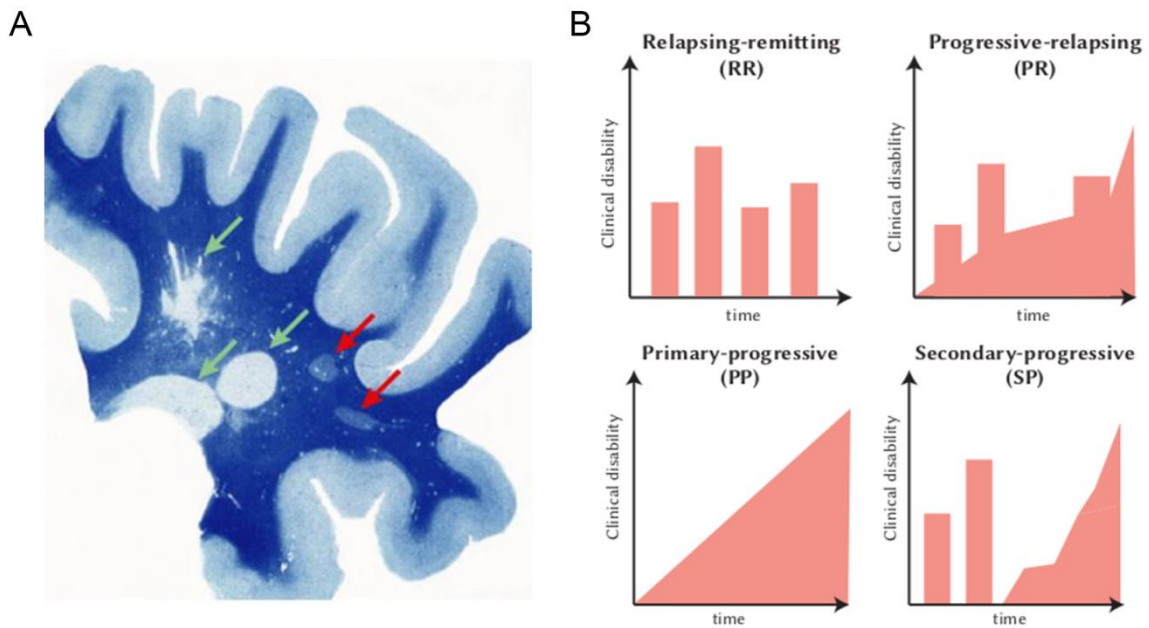 A
B
Relapsing-remitting
(RR)
Clinical disability
time
Progressive-relapsing
(PR)
Clinical disability
time
Primary-progressive
(PP)
Clinical disability
time
Secondary-progressive
(SP)
Clinical disability
time